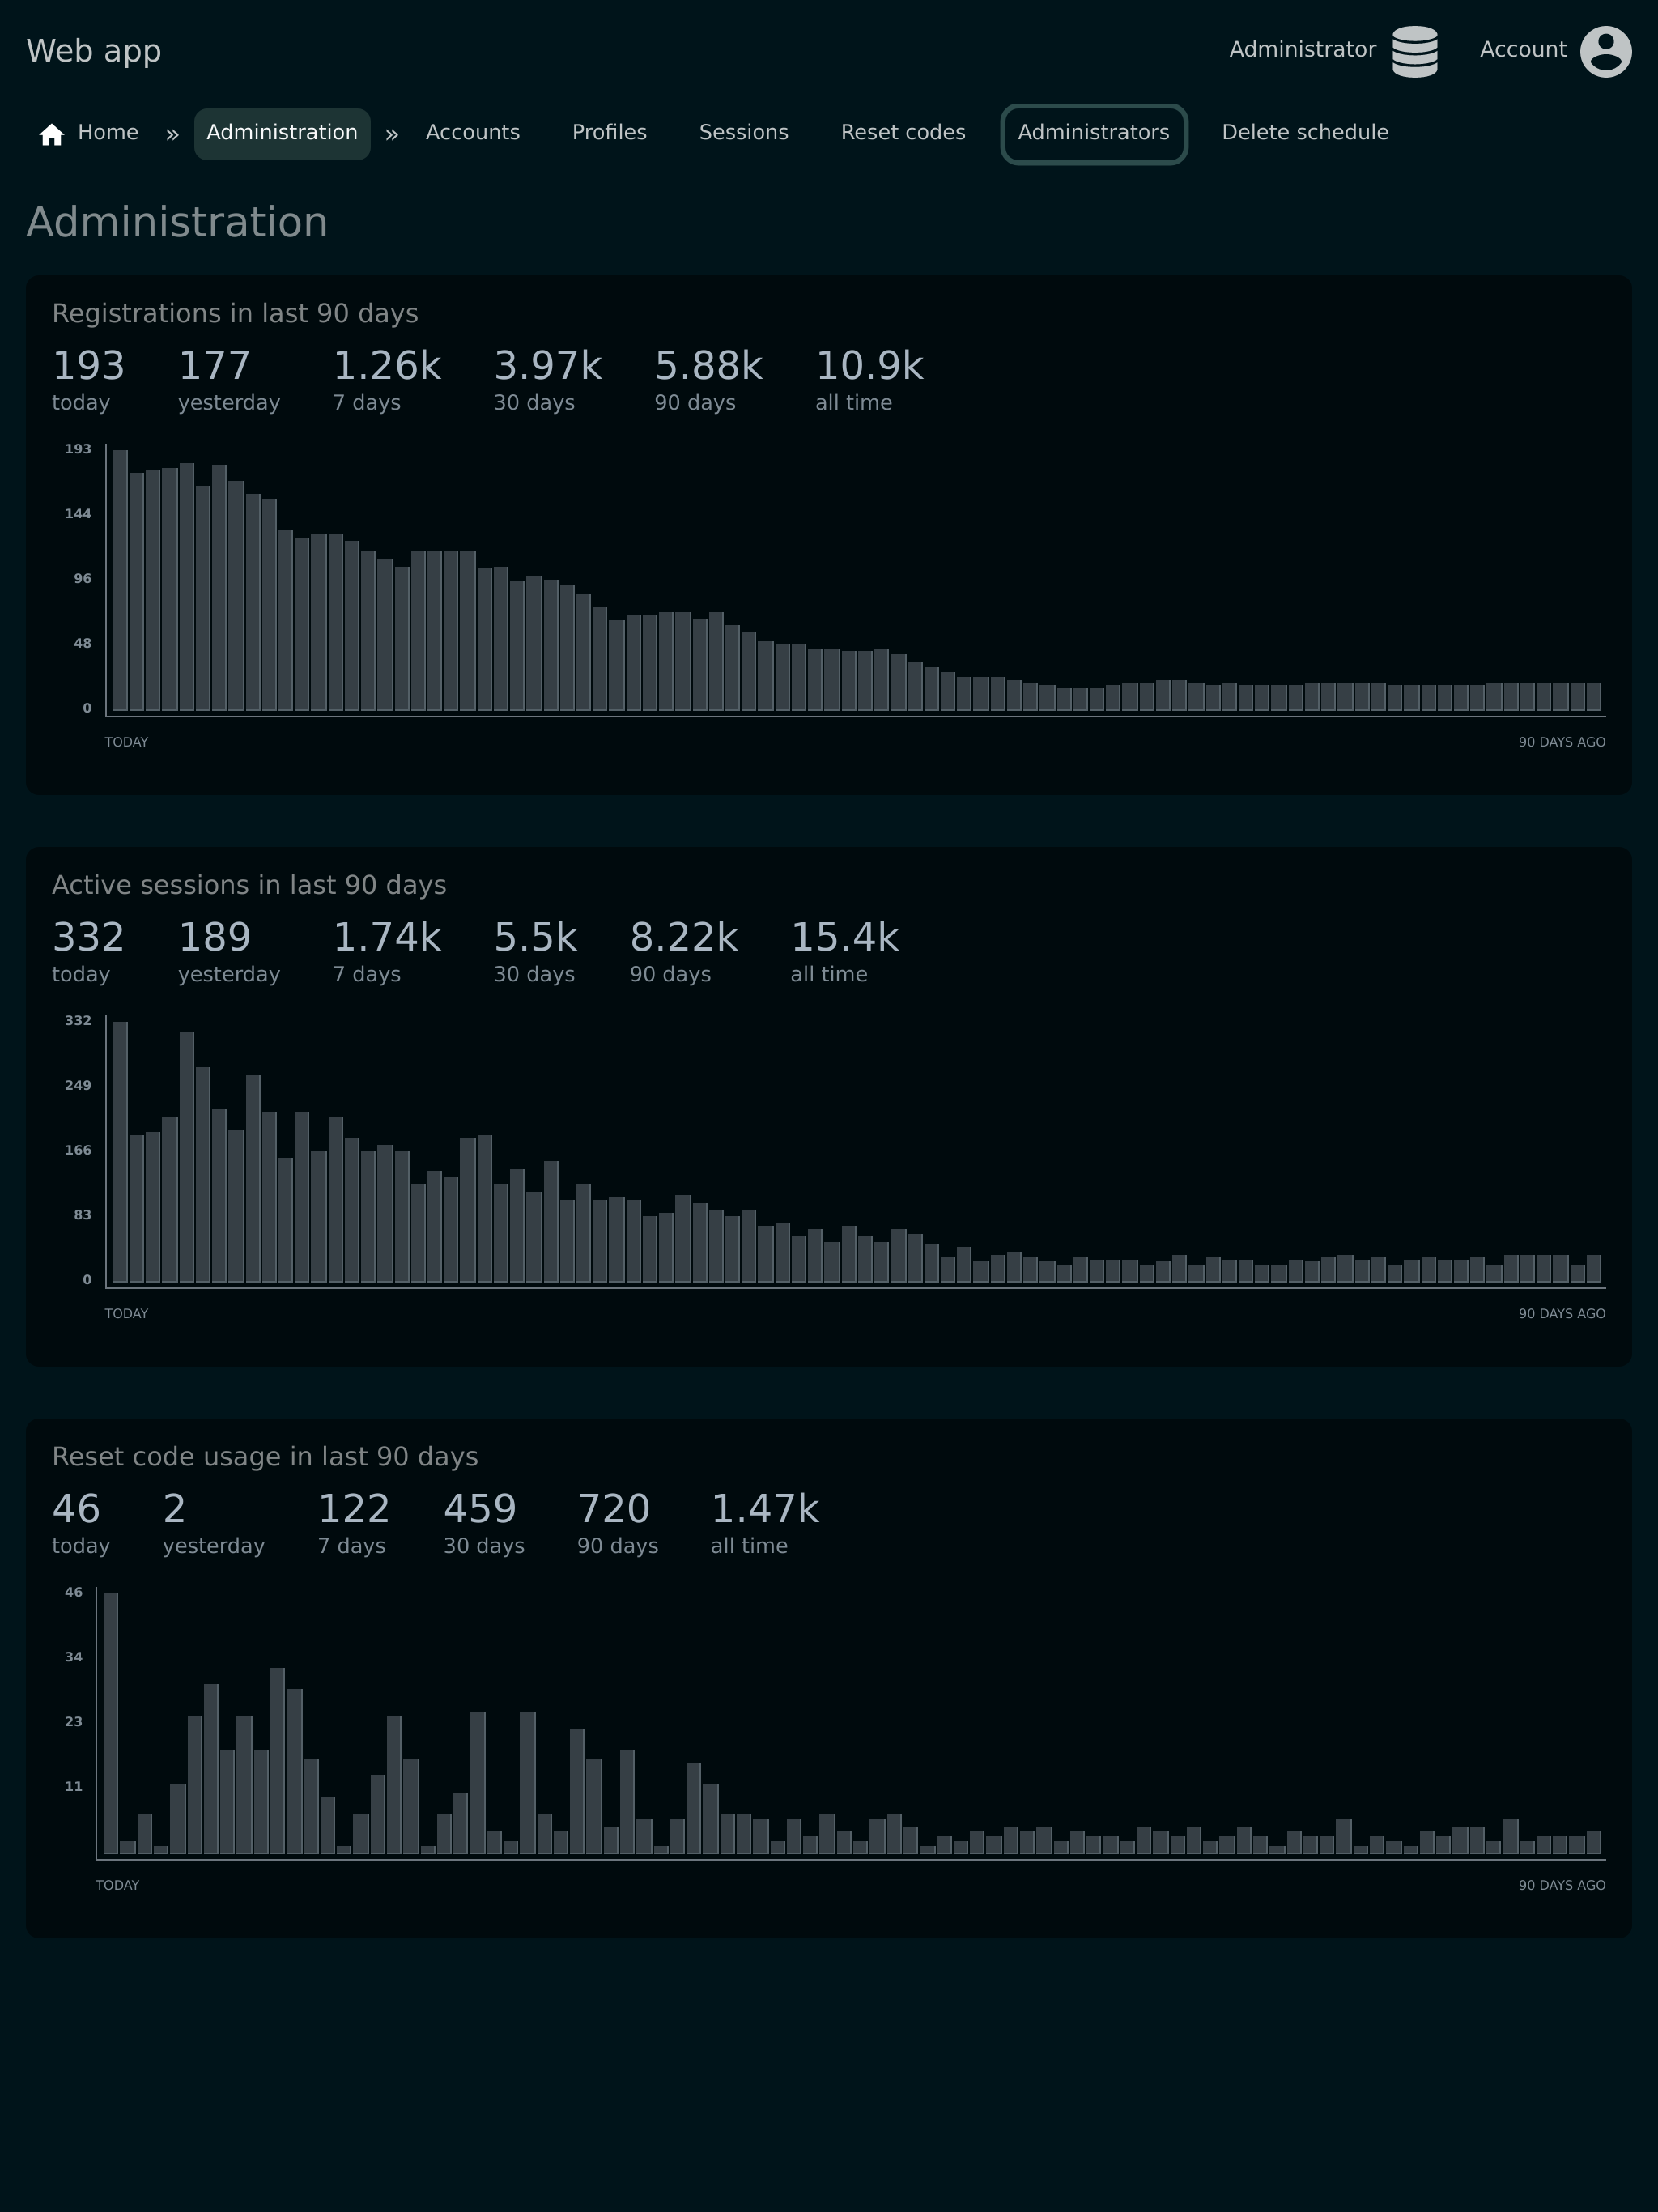 Web app
Administrator
Account
Home » Administration » Accounts Profiles Sessions Reset codes Administrators Delete schedule
Administration
Registrations in last 90 days
193 177 1.26k 3.97k 5.88k 10.9k
today yesterday 7 days 30 days 90 days all time
193
144
96
48
0
TODAY 90 DAYS AGO
Active sessions in last 90 days
332 189 1.74k 5.5k 8.22k 15.4k
today yesterday 7 days 30 days 90 days all time
332
249
166
83
0
TODAY 90 DAYS AGO
Reset code usage in last 90 days
46 2 122 459 720 1.47k
today yesterday 7 days 30 days 90 days all time
46
34
23
11
TODAY 90 DAYS AGO